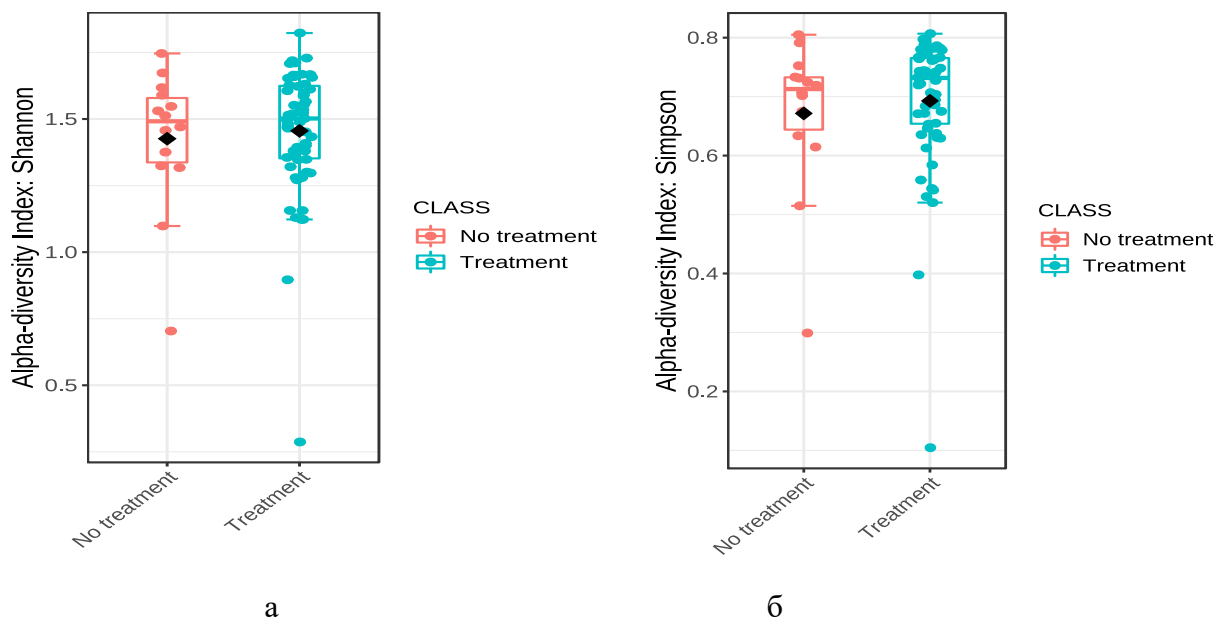 Alpha-diversity Index: Shannon
1.5
1.0
0.5
No treatment
Treatment
CLASS
No treatment
Treatment
а
Alpha-diversity Index: Simpson
0.8
0.6
0.4
0.2
No treatment
Treatment
CLASS
No treatment
Treatment
б